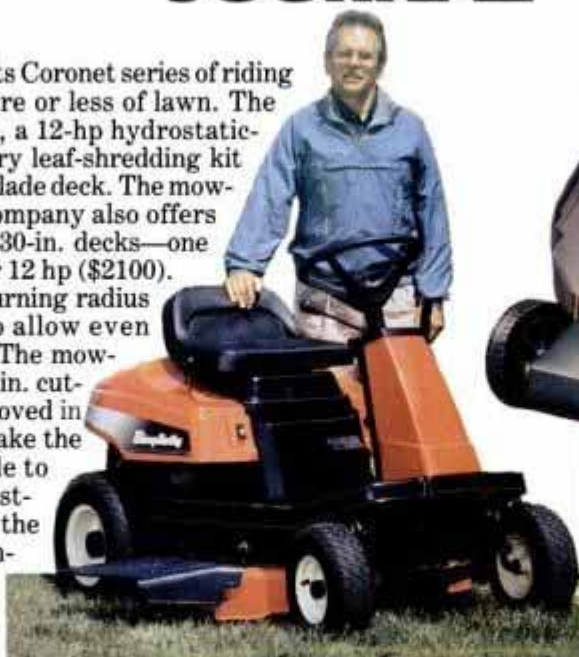 ts Coronet series of riding
re or less of lawn. The
, a 12-hp hydrostatic-
ry leaf-shredding kit
lade deck. The mow-
ompany also offers
30-in. decks—one
r 12 hp ($2100).
urning radius
o allow even
The mow-
in. cut-
oved in
ake the
le to
st-
the
n-
Simplicity